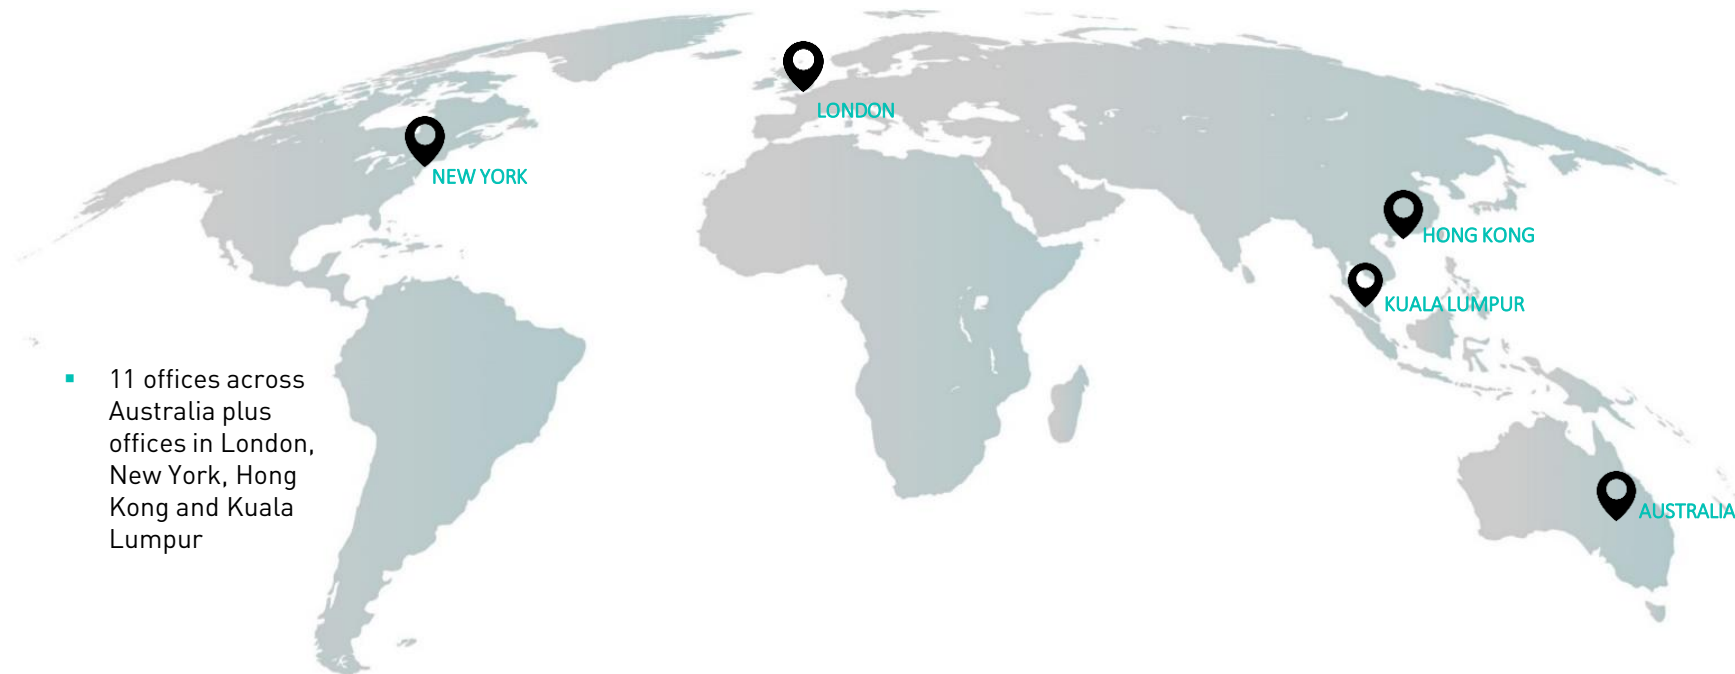 LONDON
NEW YORK
HONG KONG
KUALA LUMPUR
▪ 11 offices across
Australia plus
offices in London,
New York, Hong
Kong and Kuala
Lumpur
AUSTRALIA